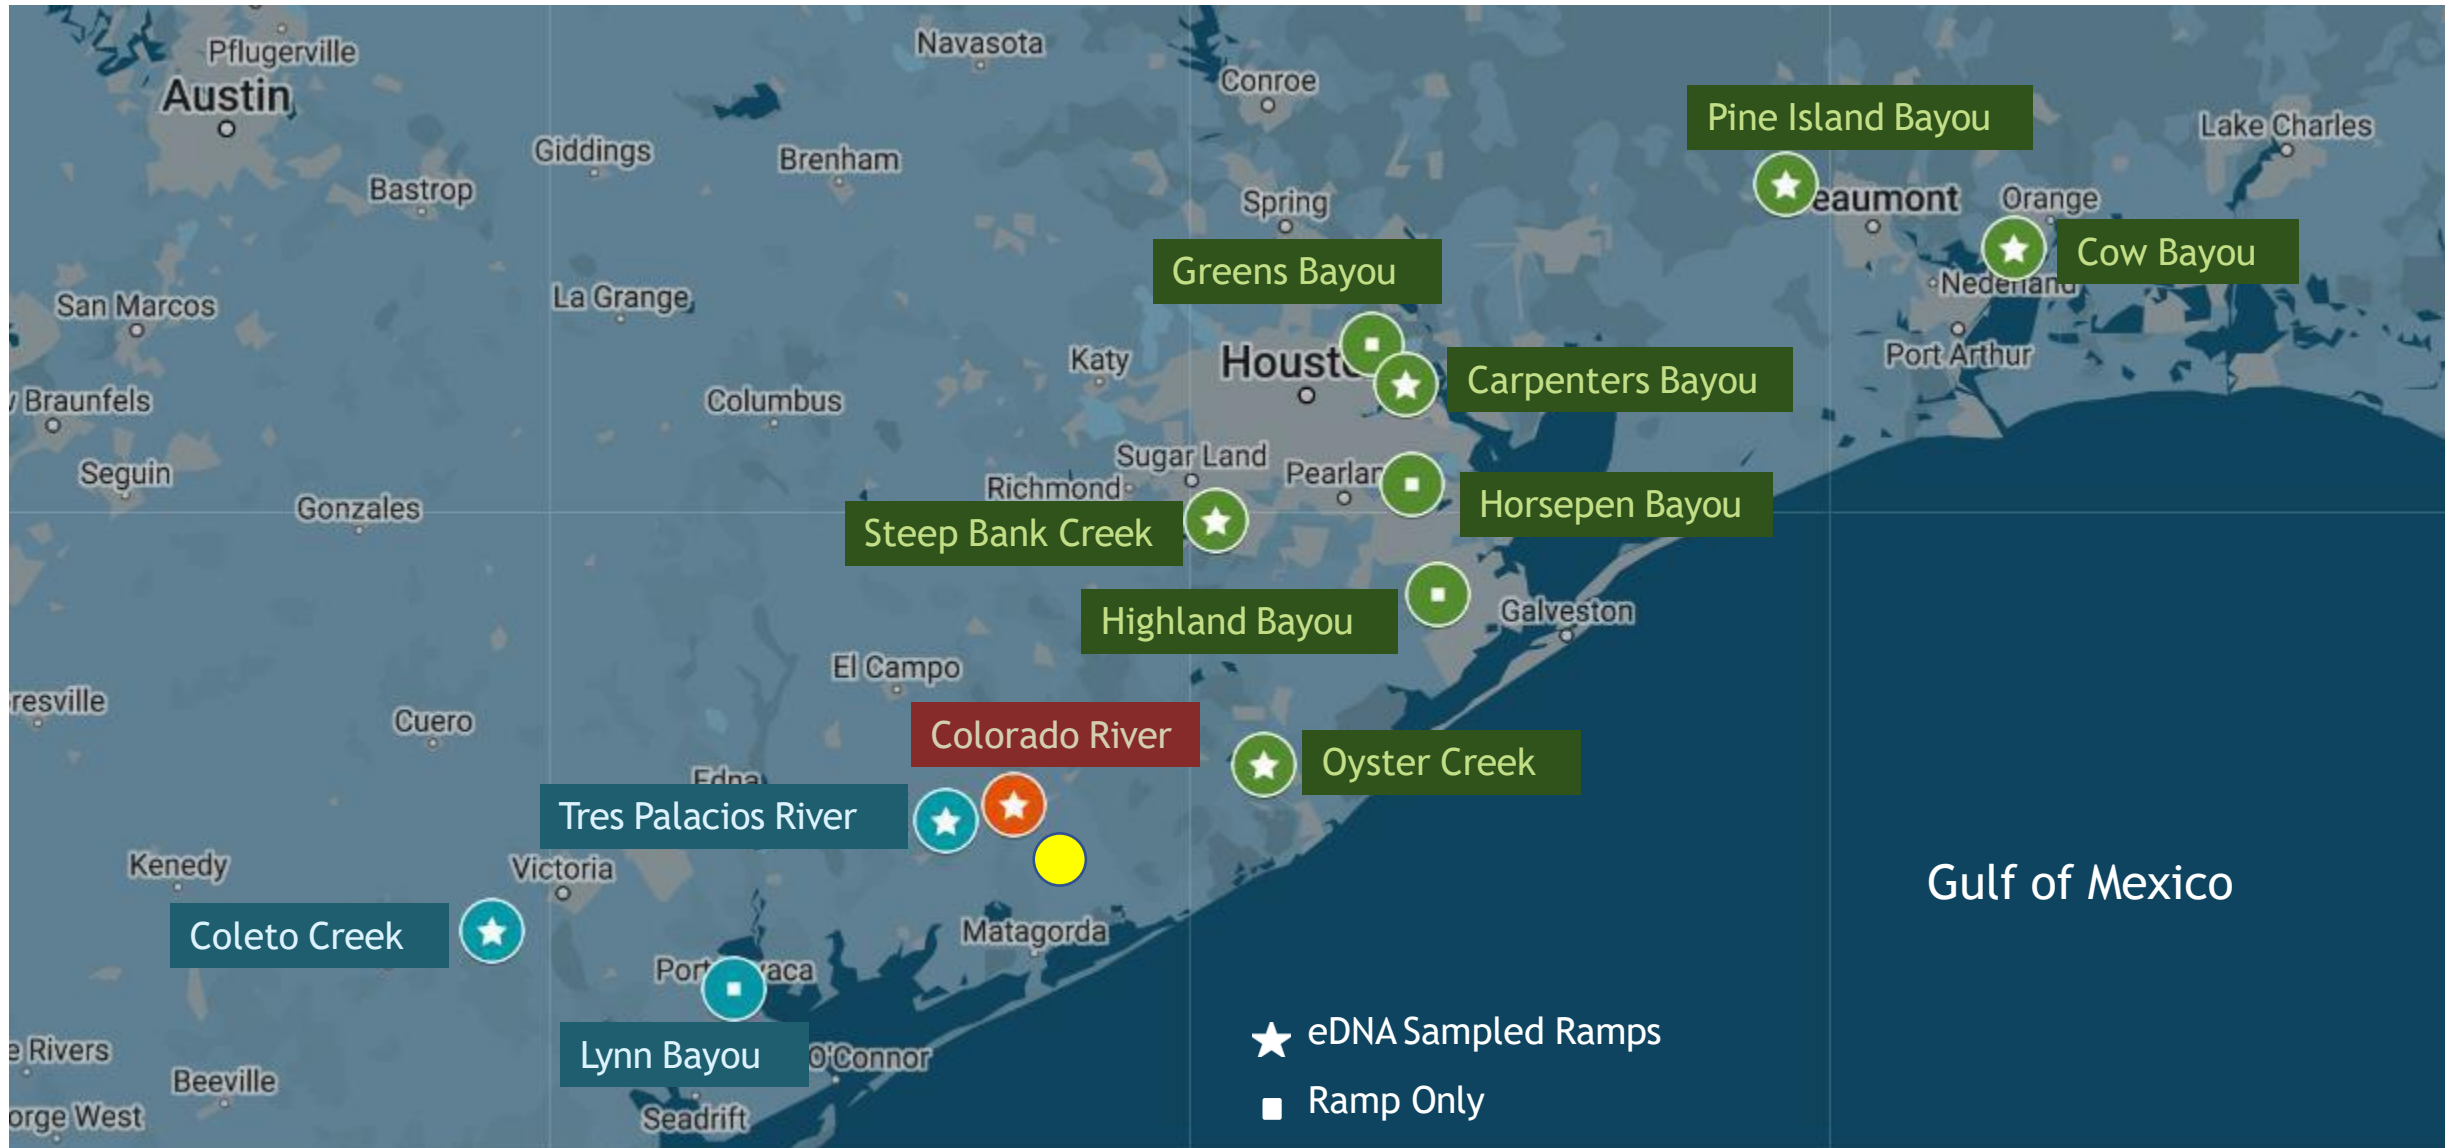 Pflugerville
Navasota
Conroe
Austin
Pine Island Bayou
Lake Charles
Giddings
Brenham
Bastrop
Spring
eaumont
Orange
Greens Bayou
Cow Bayou
San Marcos
La Grange
Nederland
Houst
Katy
Port Arthur
Carpenters Bayou
Braunfels
Columbus
Seguin
Sugar Land
Pearlar
Richmond
Gonzales
Horsepen Bayou
Steep Bank Creek
Highland Bayou
Galveston
El Campo
resville
Cuero
Colorado River
Oyster Creek
Edna
Tres Palacios River
Kenedy
Victoria
Gulf of Mexico
Coleto Creek
Matagorda
Port
vaca
eDNA Sampled Ramps
e Rivers
Lynn Bayou
O'Connor
Beeville
Ramp Only
orge West
Seadrift